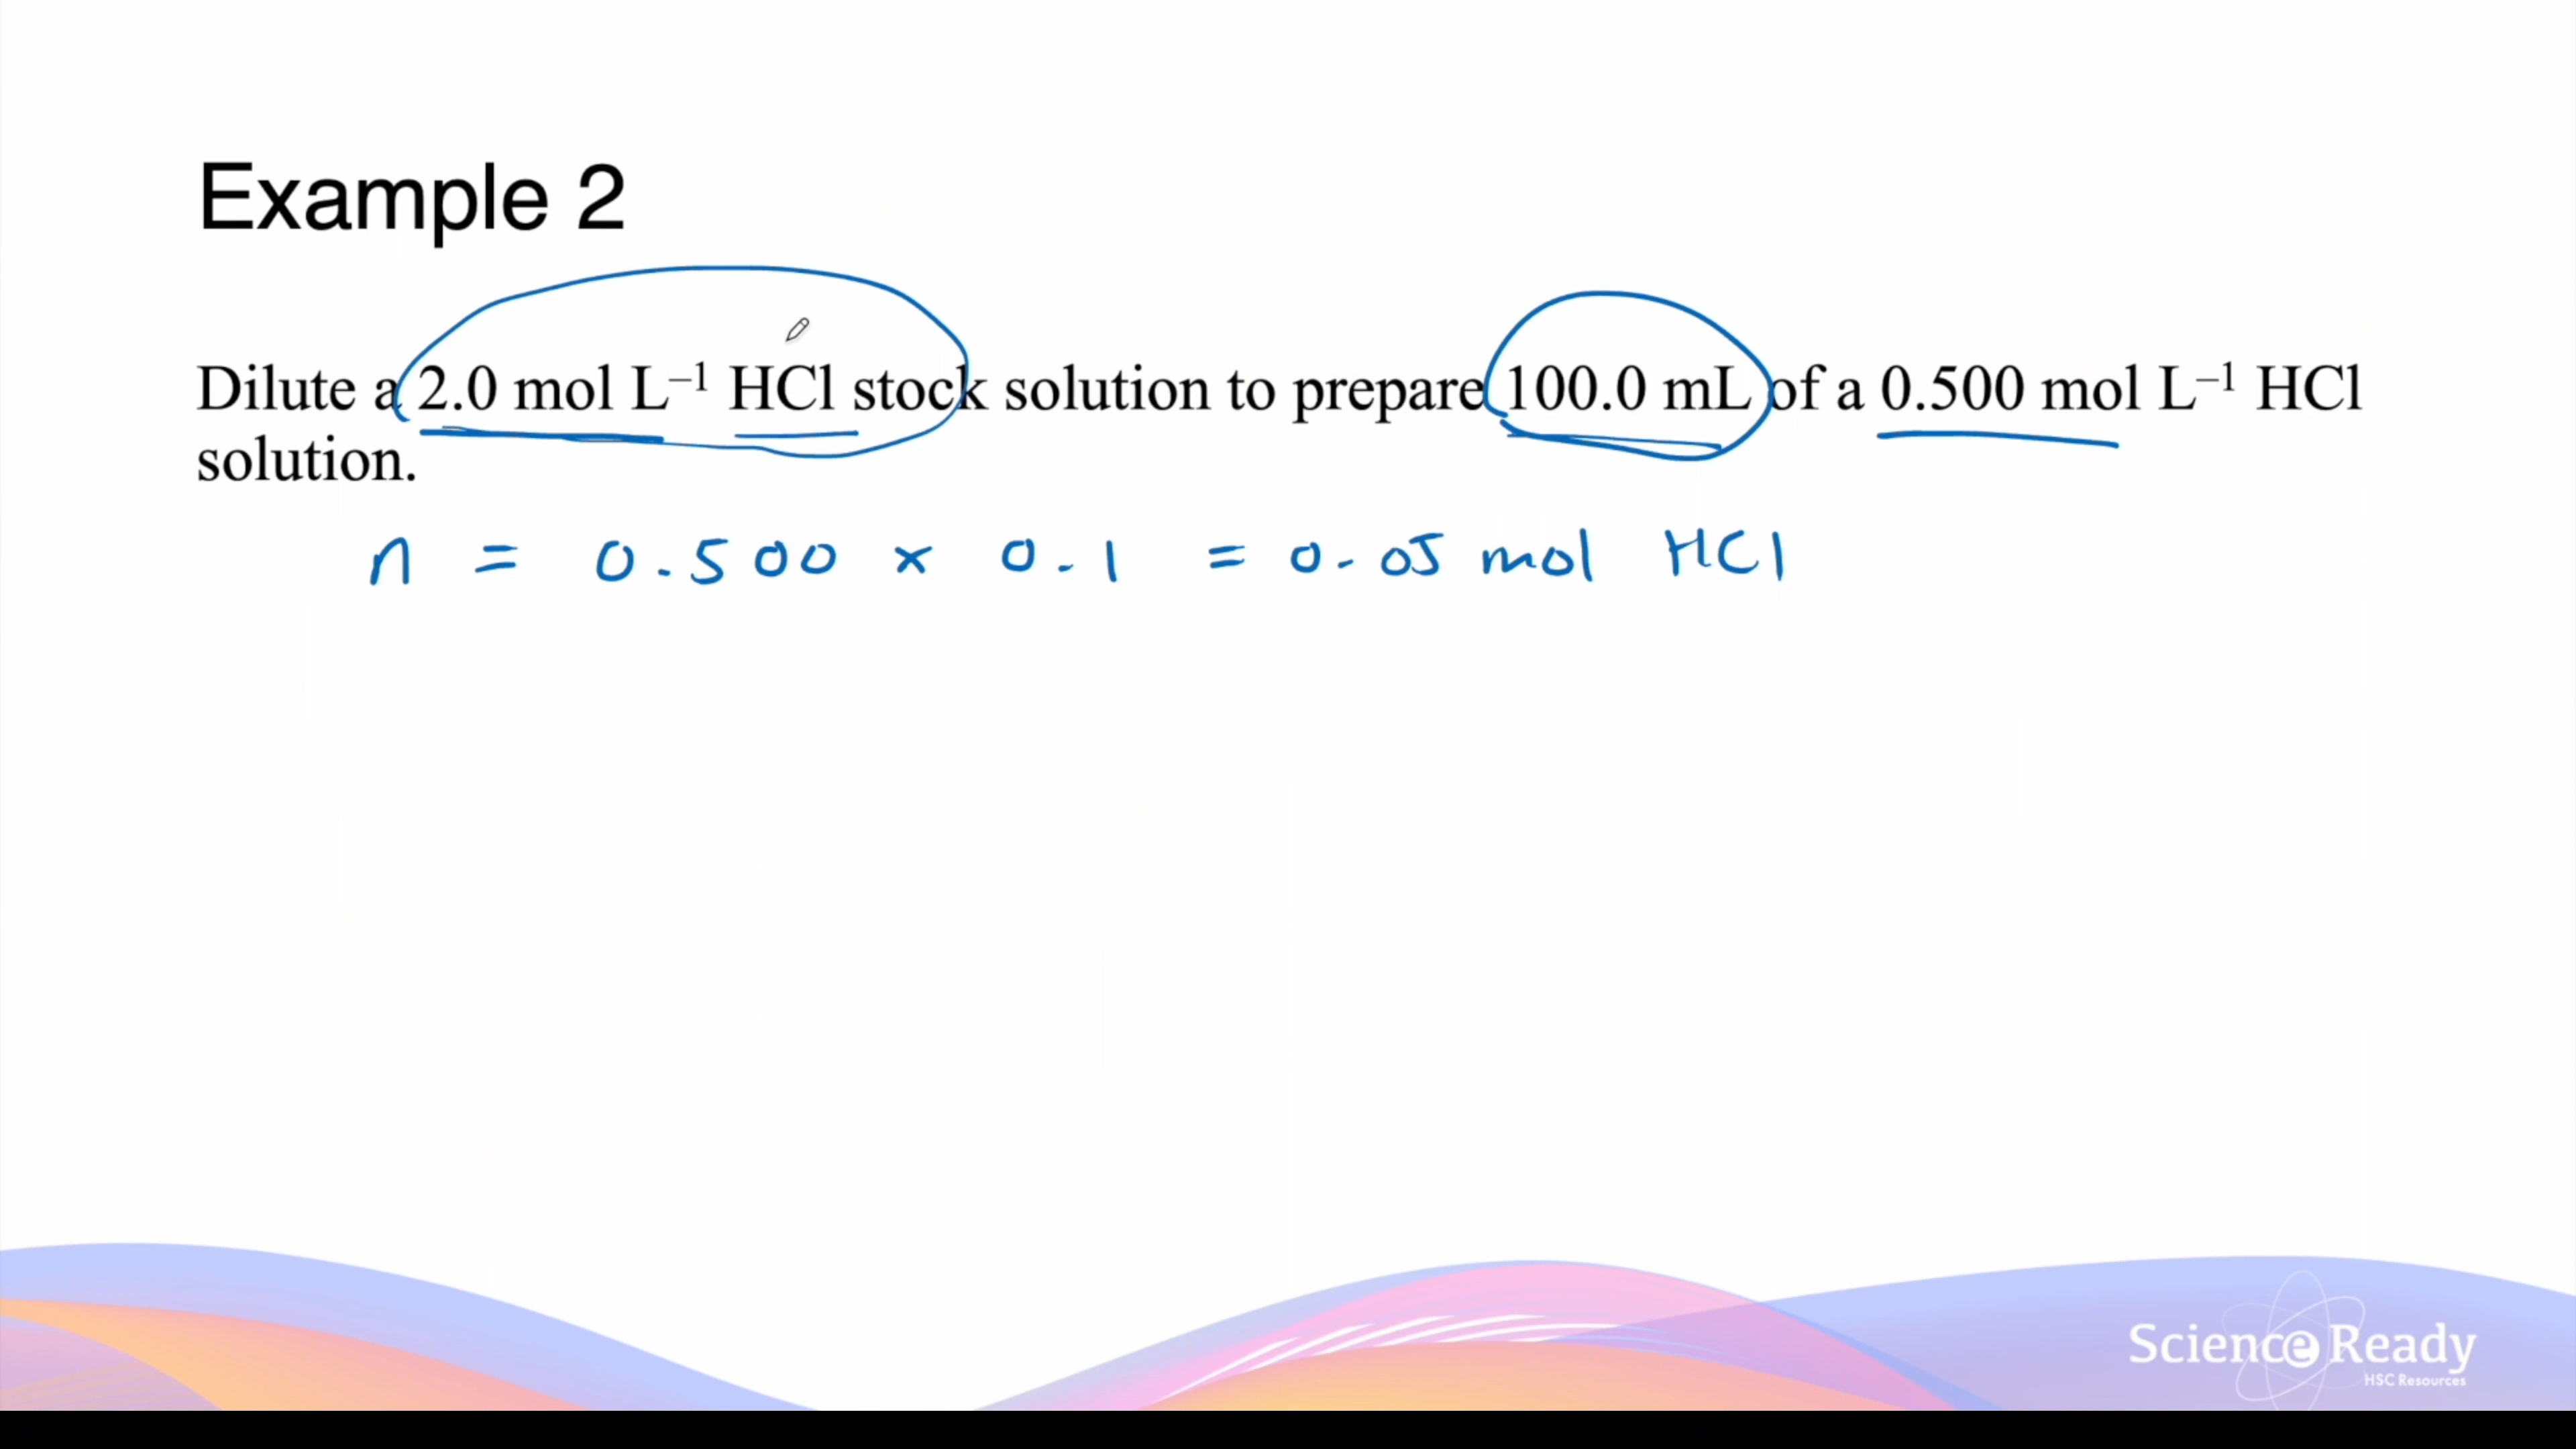 Example 2
Dilute a 2.0 mol L⁻¹ HCl stock solution to prepare 100.0 mL of a 0.500 mol L⁻¹ HCl
solution.
n = 0.500 × 0.1 = 0.05 mol HCl
Science Ready
HSC Resources